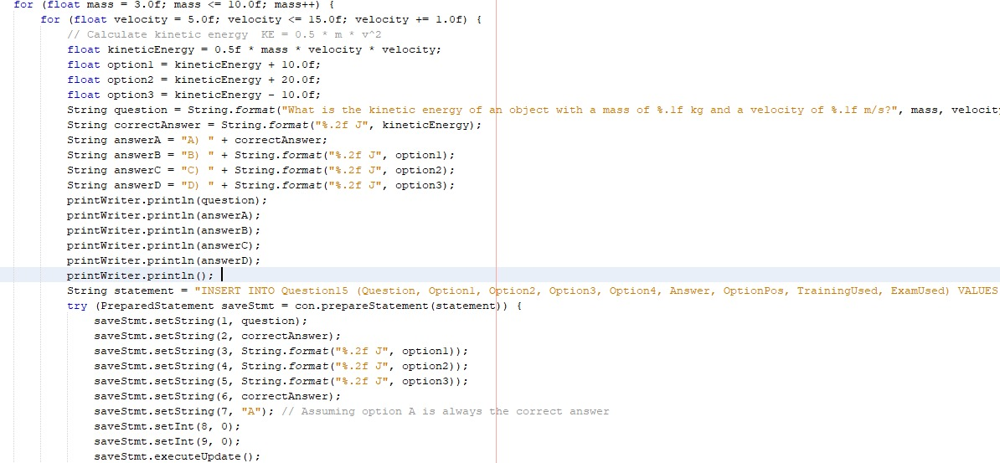 for (float mass = 3.0f; mass <= 10.0f; mass++) {
for (float velocity = 5.0f; velocity <= 15.0f; velocity += 1.0f) {
// Calculate kinetic energy  KE = 0.5 * m * v^2
float kineticEnergy = 0.5f * mass * velocity * velocity;
float option1 = kineticEnergy + 10.0f;
float option2 = kineticEnergy + 20.0f;
float option3 = kineticEnergy - 10.0f;
String question = String.format("What is the kinetic energy of an object with a mass of %.1f kg and a velocity of %.1f m/s?", mass, velocity
String correctAnswer = String.format("%.2f J", kineticEnergy);
String answerA = "A) " + correctAnswer;
String answerB = "B) " + String.format("%.2f J", option1);
String answerC = "C) " + String.format("%.2f J", option2);
String answerD = "D) " + String.format("%.2f J", option3);
printWriter.println(question);
printWriter.println(answerA);
printWriter.println(answerB);
printWriter.println(answerC);
printWriter.println(answerD);
printWriter.println();
String statement = "INSERT INTO Question15 (Question, Option1, Option2, Option3, Option4, Answer, OptionPos, TrainingUsed, ExamUsed) VALUES
try (PreparedStatement saveStmt = con.prepareStatement(statement)) {
saveStmt.setString(1, question);
saveStmt.setString(2, correctAnswer);
saveStmt.setString(3, String.format("%.2f J", option1));
saveStmt.setString(4, String.format("%.2f J", option2));
saveStmt.setString(5, String.format("%.2f J", option3));
saveStmt.setString(6, correctAnswer);
saveStmt.setString(7, "A"); // Assuming option A is always the correct answer
saveStmt.setInt(8, 0);
saveStmt.setInt(9, 0);
saveStmt.executeUpdate();